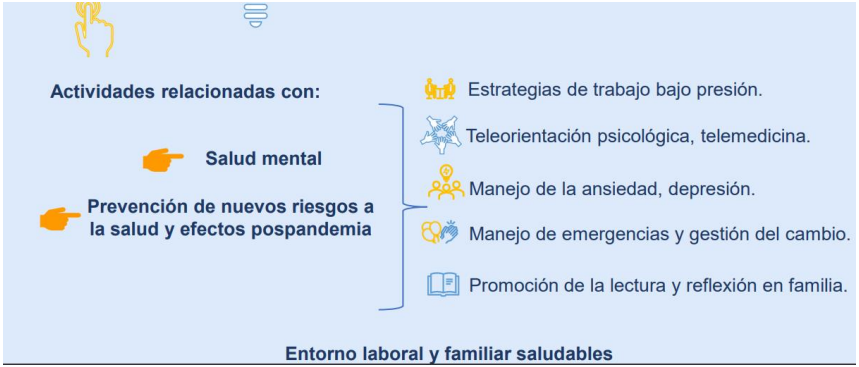 Actividades relacionadas con:
Salud mental
Prevención de nuevos riesgos a
la salud y efectos pospandemia
Estrategias de trabajo bajo presión.
Teleorientación psicológica, telemedicina.
Manejo de la ansiedad, depresión.
Manejo de emergencias y gestión del cambio.
Promoción de la lectura y reflexión en familia.
Entorno laboral y familiar saludables